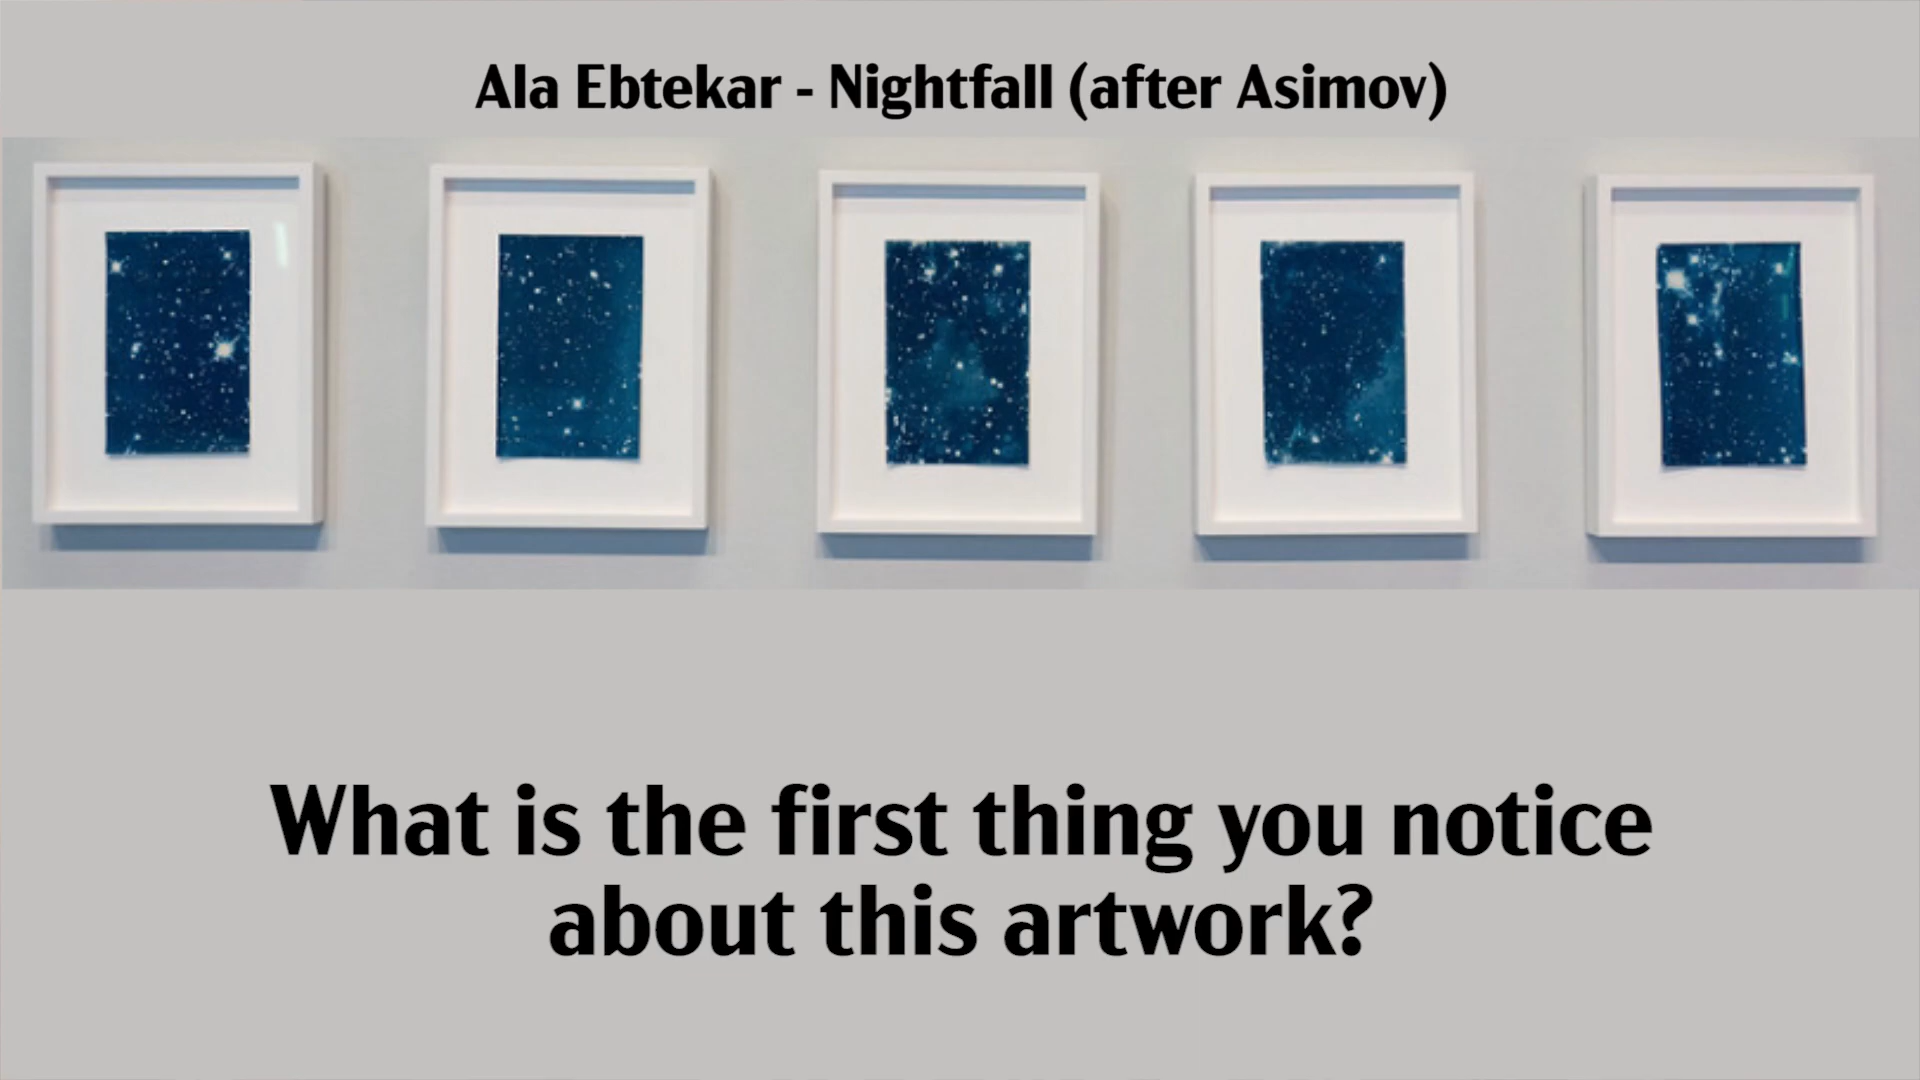 Ala Ebtekar - Nightfall (after Asimov)
What is the first thing you notice
about this artwork?